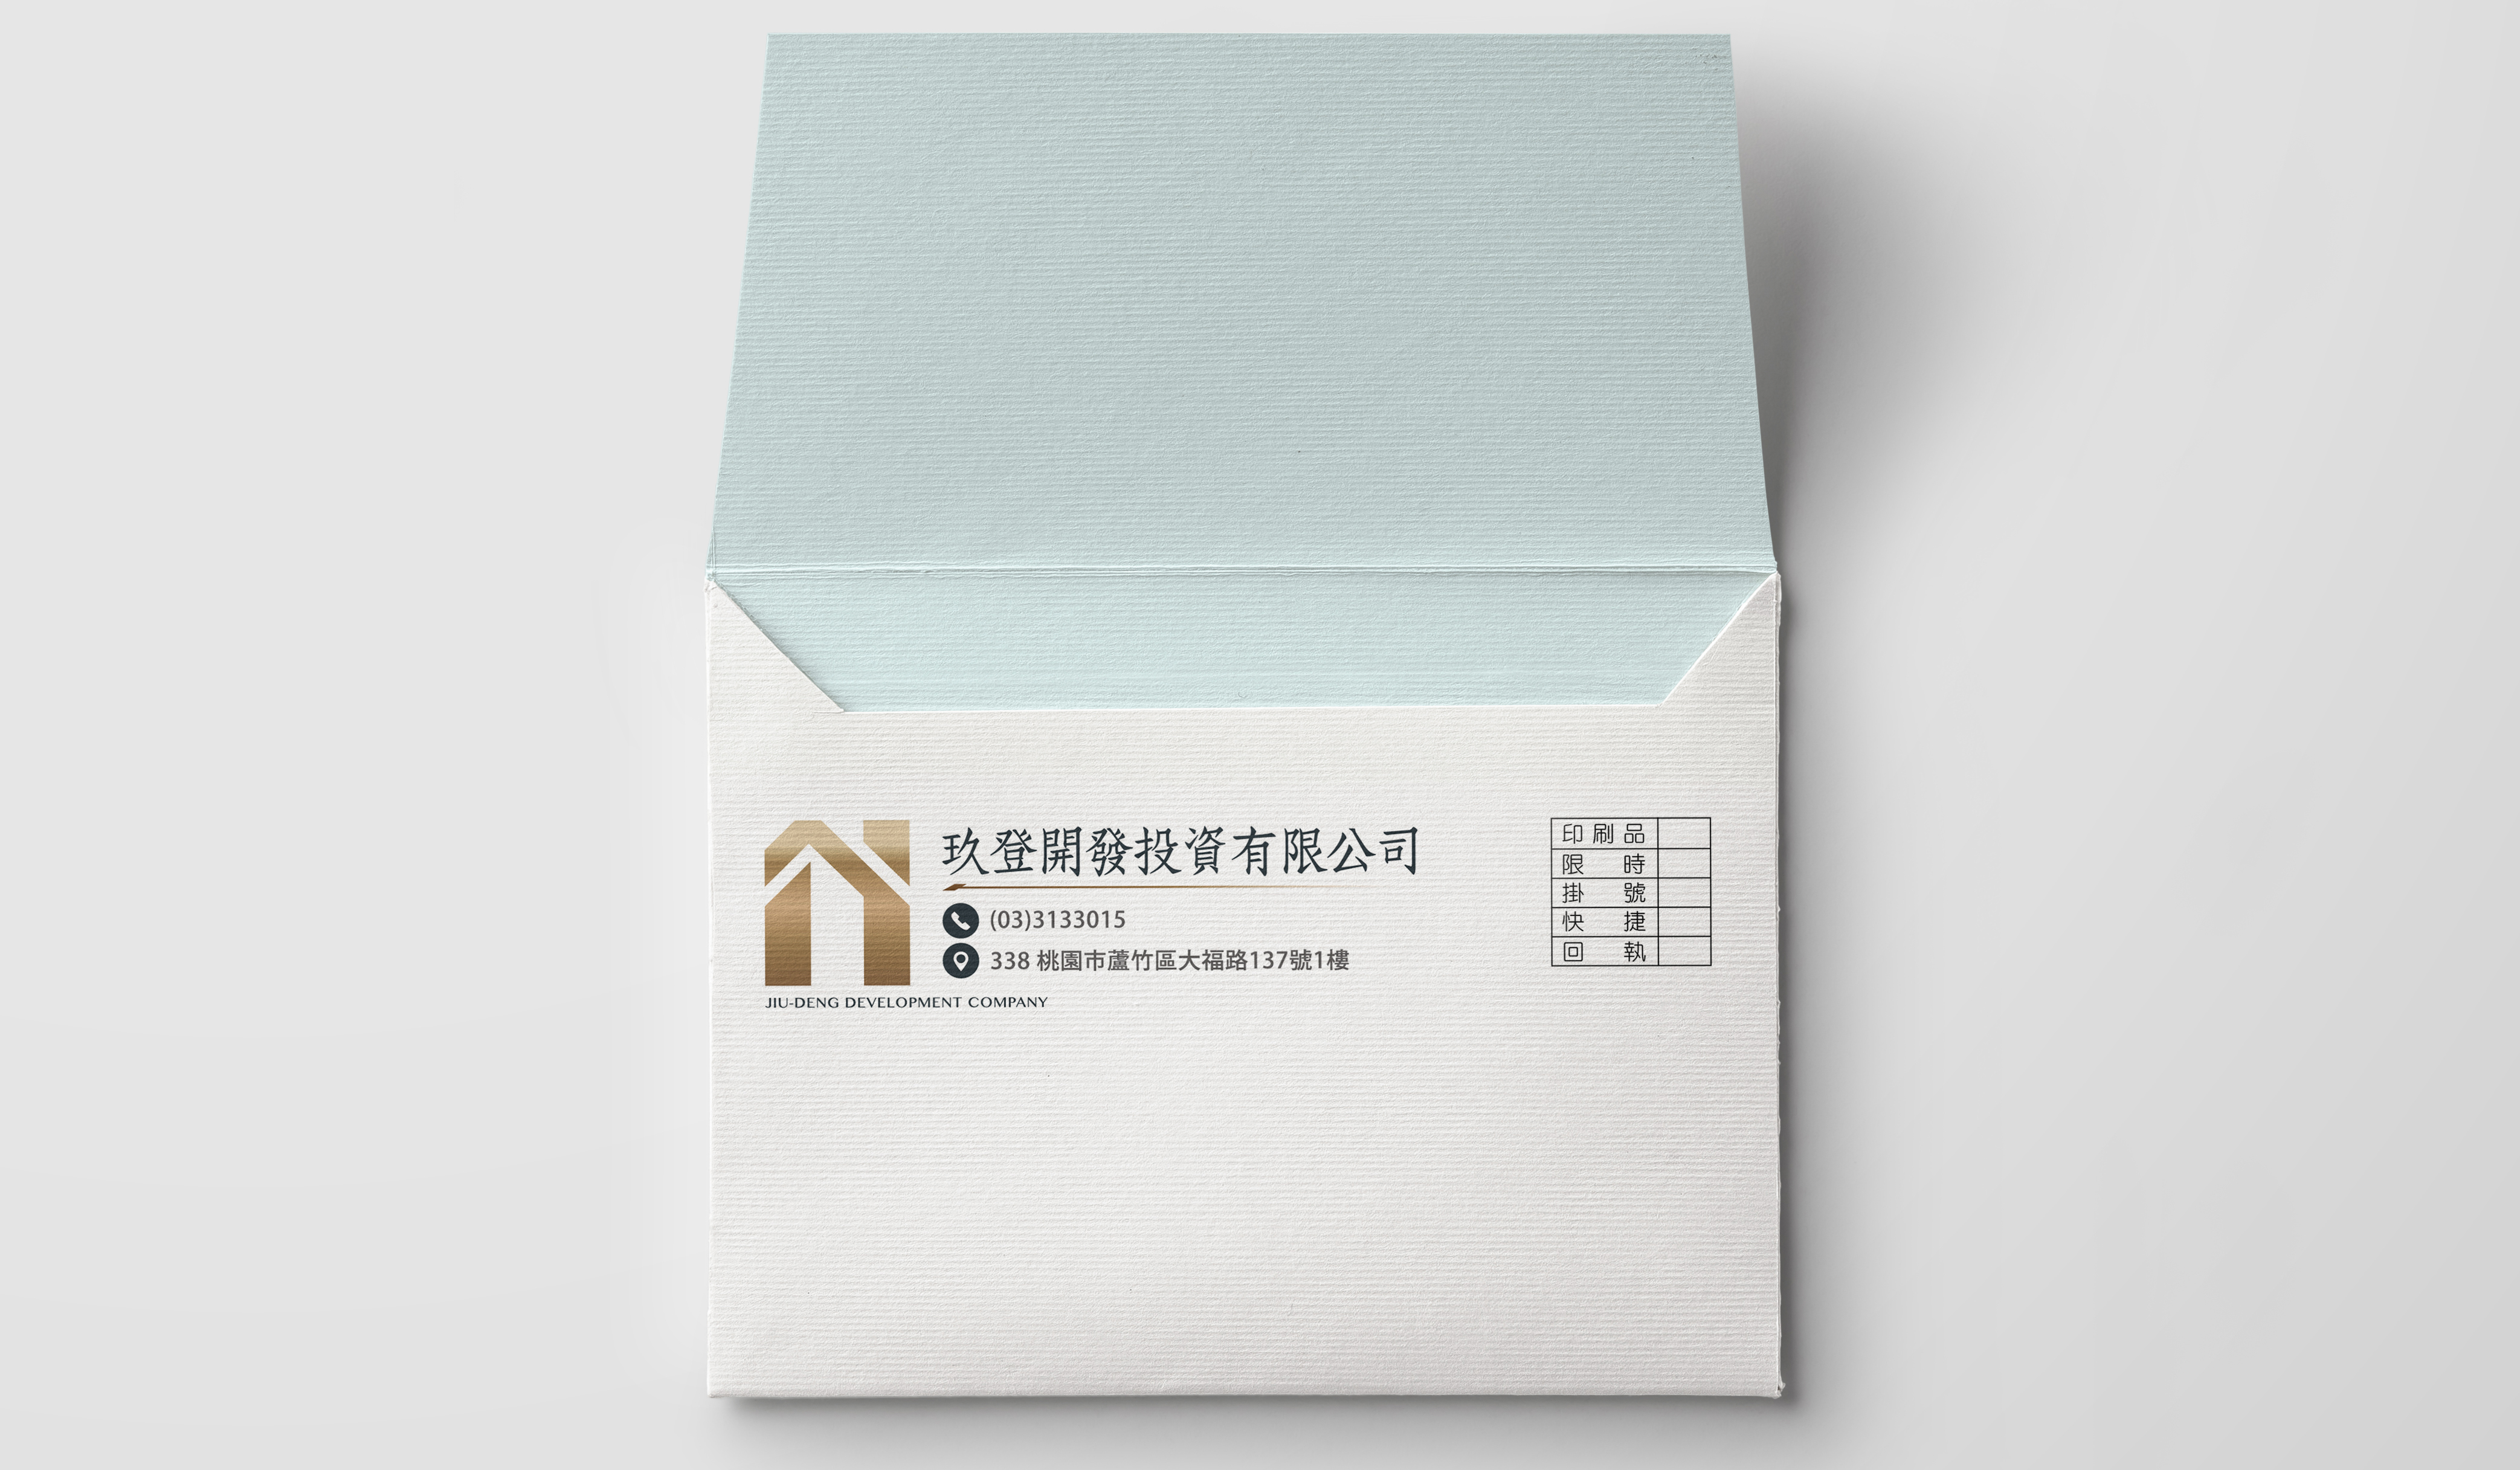 玖登開發投資有限公司
(03)3133015
338 桃園市蘆竹區大福路137號1樓
JIU-DENG DEVELOPMENT COMPANY
印刷品
限時
掛號
快捷
回執